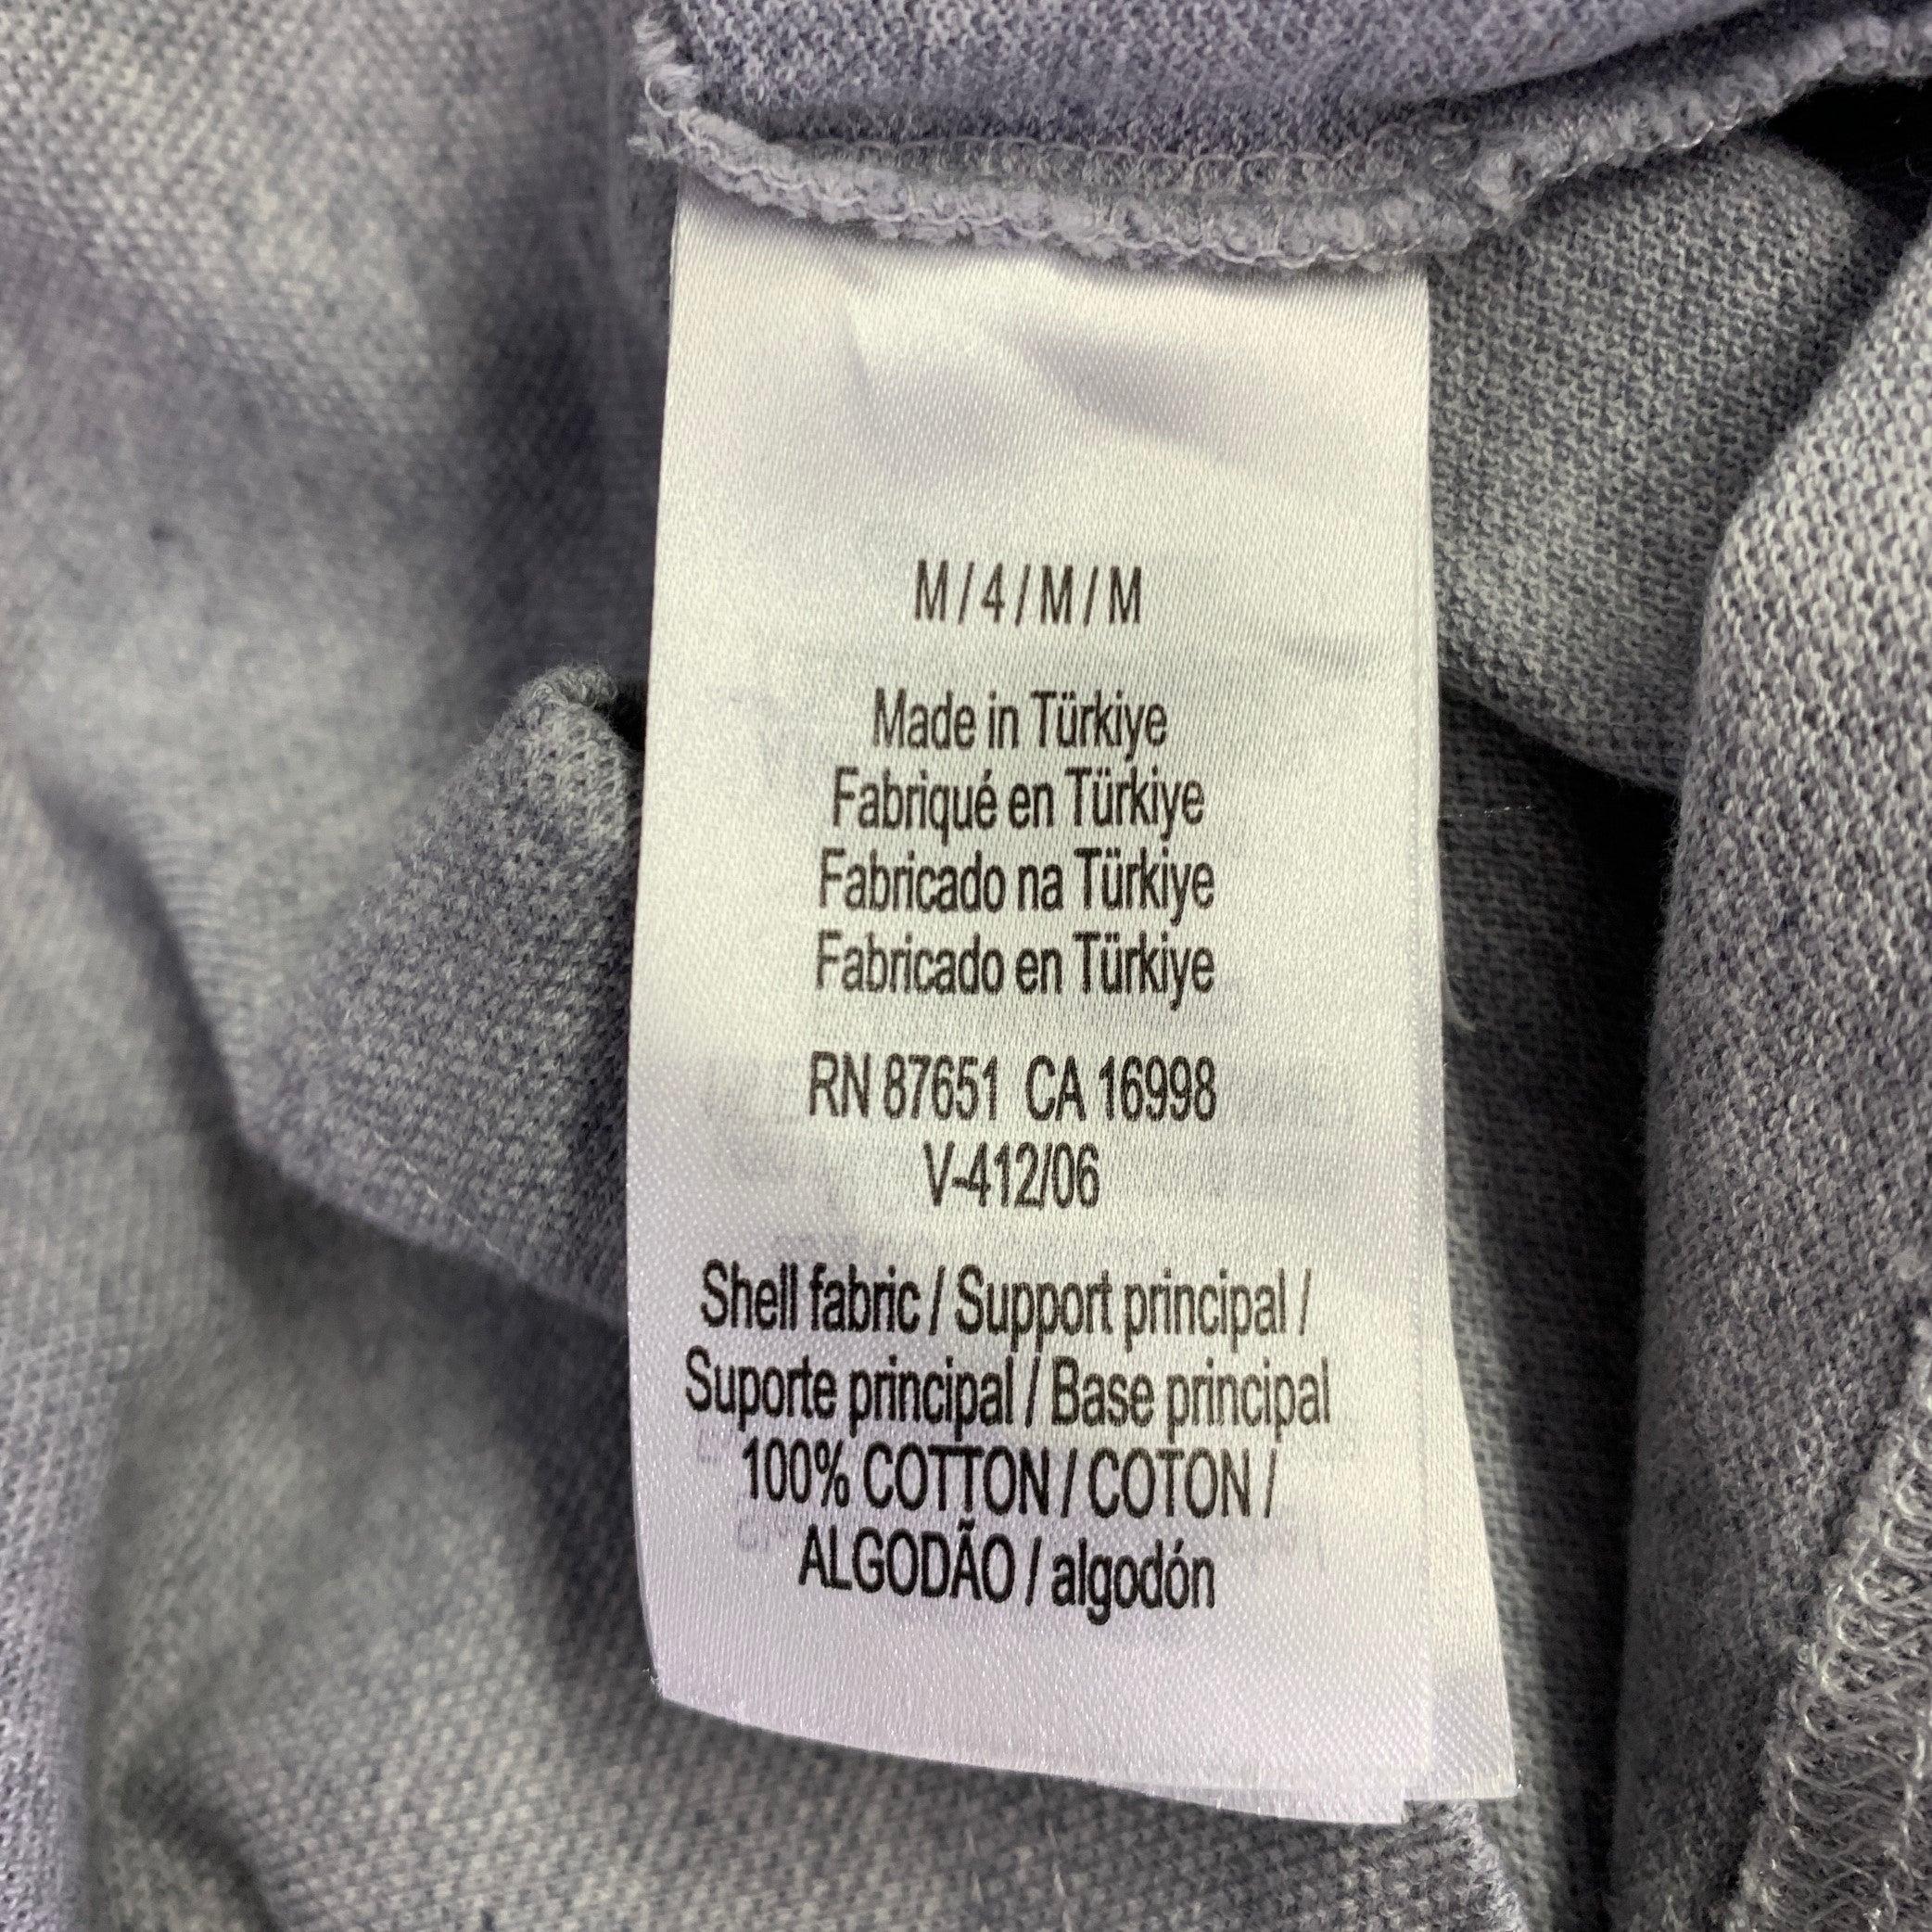 M / 4 / M / M
Made in Türkiye
Fabriqué en Türkiye
Fabricado na Türkiye
Fabricado en Türkiye
RN 87651 CA 16998
V-412/06
Shell fabric / Support principal /
Suporte principal / Base principal
100% COTTON / COTON /
ALGODÃO / algodón